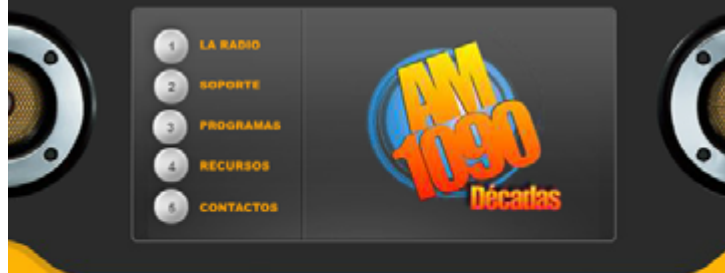 1 LA RADIO
2 SOPORTE
3 PROGRAMAS
4 RECURSOS
5 CONTACTOS
AM
1090
Décadas